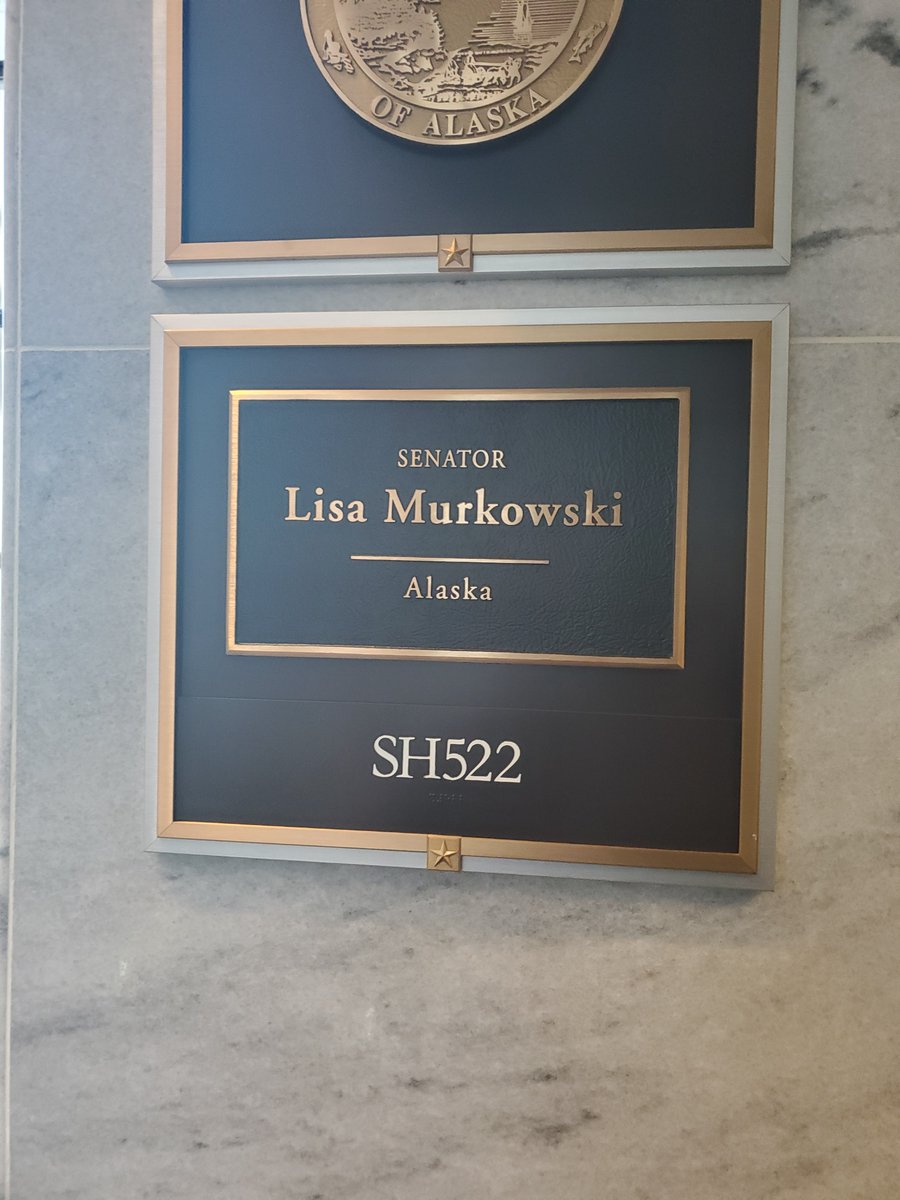 OF ALASKA
SENATOR
Lisa Murkowski
Alaska
SH522